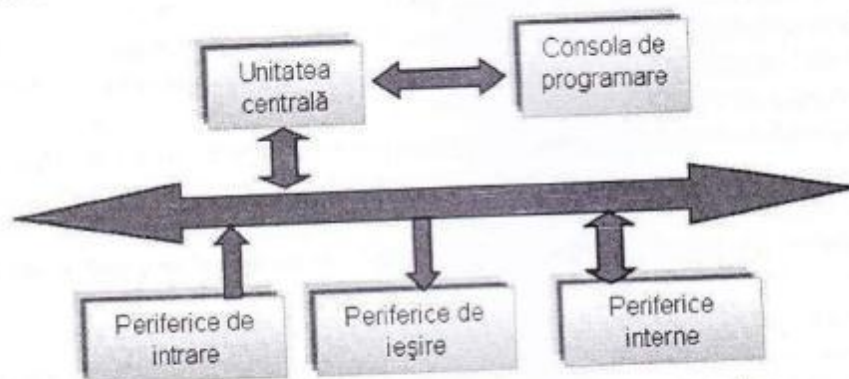 Unitatea
centrală
Consola de
programare
Periferice de
intrare
Periferice de
ieşire
Periferice
interne